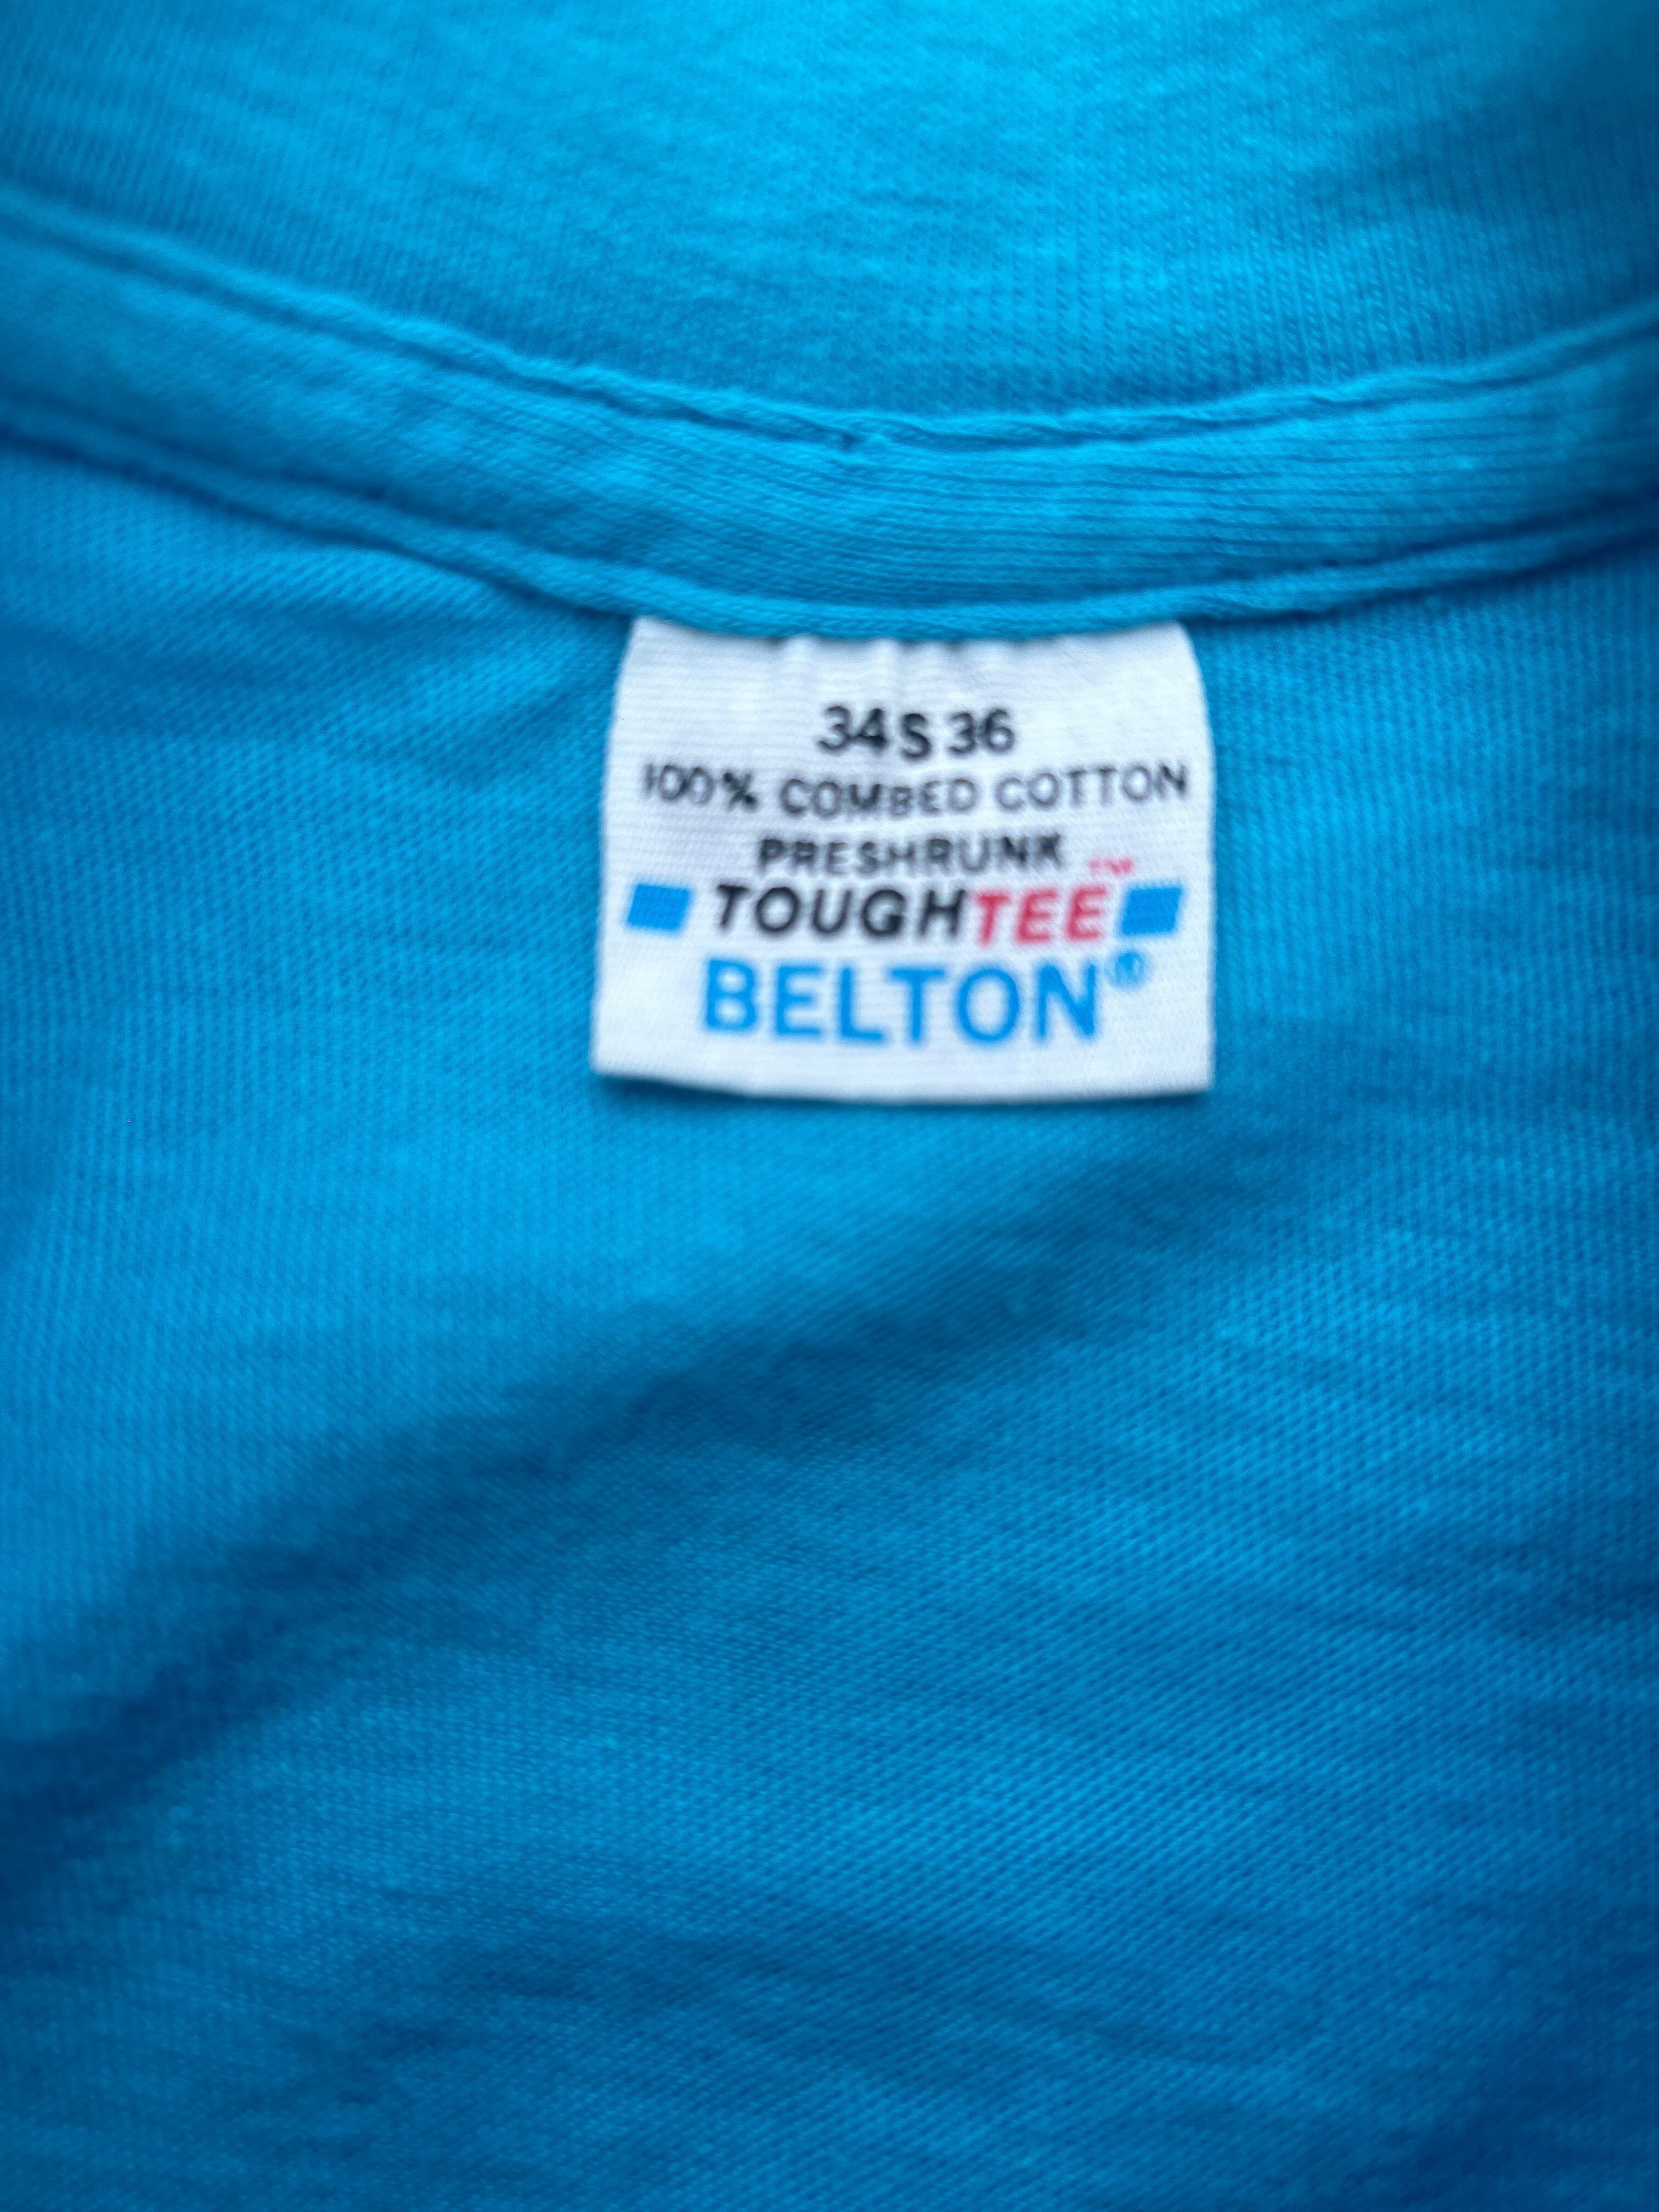 34 S 36
100% COMBED COTTON
PRESHRUNK
TOUGHTEE™
BELTON®